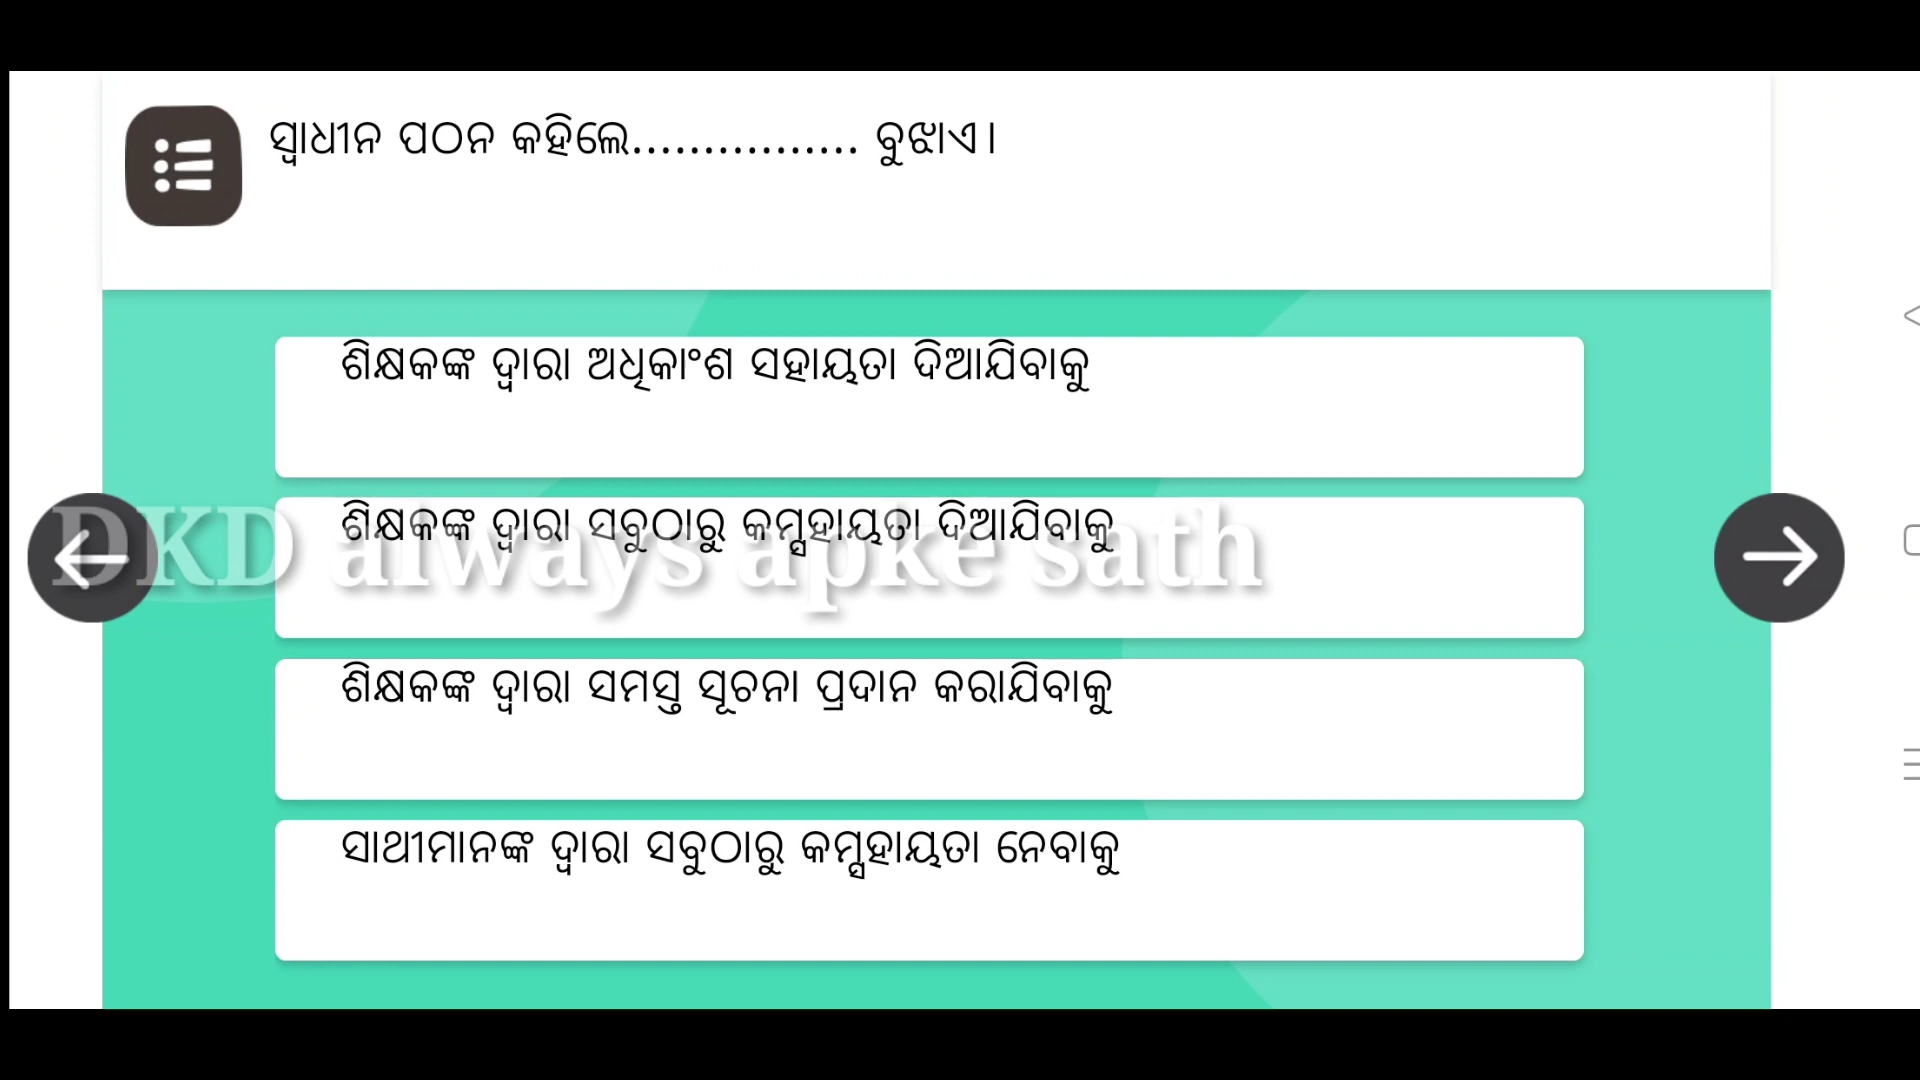 ସ୍ୱାଧୀନ ପଠନ କହିଲେ................ ବୁଝାଏ।
ଶିକ୍ଷକଙ୍କ ଦ୍ୱାରା ଅଧିକାଂଶ ସହାୟତା ଦିଆଯିବାକୁ
ଶିକ୍ଷକଙ୍କ ଦ୍ୱାରା ସବୁଠାରୁ କମ୍ସହାୟତା ଦିଆଯିବାକୁ
DKD always apke sath
ଶିକ୍ଷକଙ୍କ ଦ୍ୱାରା ସମସ୍ତ ସୂଚନା ପ୍ରଦାନ କରାଯିବାକୁ
ସାଥୀମାନଙ୍କ ଦ୍ୱାରା ସବୁଠାରୁ କମ୍ସହାୟତା ନେବାକୁ